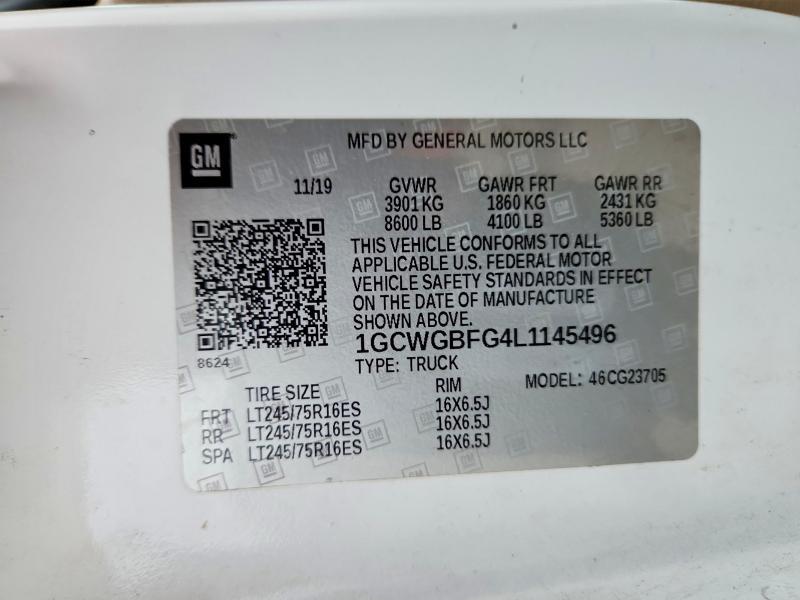 GM
MFD BY GENERAL MOTORS LLC
11/19 GVWR GAWR FRT GAWR RR
3901 KG 1860 KG 2431 KG
8600 LB 4100 LB 5360 LB
THIS VEHICLE CONFORMS TO ALL
APPLICABLE U.S. FEDERAL MOTOR
VEHICLE SAFETY STANDARDS IN EFFECT
ON THE DATE OF MANUFACTURE
SHOWN ABOVE.
1GCWGBFG4L1145496
8624
TYPE: TRUCK MODEL: 46CG23705
TIRE SIZE RIM
FRT LT245/75R16ES 16X6.5J
RR LT245/75R16ES 16X6.5J
SPA LT245/75R16ES 16X6.5J